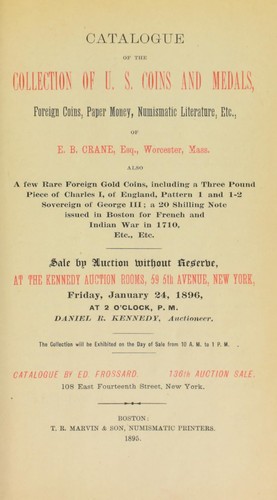 CATALOGUE
OF THE
COLLECTION OF U. S. COINS AND MEDALS,
Foreign Coins, Paper Money, Numismatic Literature, Etc.,
OF
E. B. CRANE, Esq., Worcester, Mass.
ALSO
A few Rare Foreign Gold Coins, including a Three Pound
Piece of Charles I, of England, Pattern 1 and 1-2
Sovereign of George III; a 20 Shilling Note
issued in Boston for French and
Indian War in 1710,
Etc., Etc.
Sale by Auction without Reserve,
AT THE KENNEDY AUCTION ROOMS, 59 5th AVENUE, NEW YORK,
Friday, January 24, 1896,
AT 2 O'CLOCK, P. M.
DANIEL R. KENNEDY, Auctioneer.
The Collection will be Exhibited on the Day of Sale from 10 A. M. to 1 P. M.
CATALOGUE BY ED. FROSSARD. 136th AUCTION SALE.
108 East Fourteenth Street, New York.
BOSTON:
T. R. MARVIN & SON, NUMISMATIC PRINTERS.
1895.